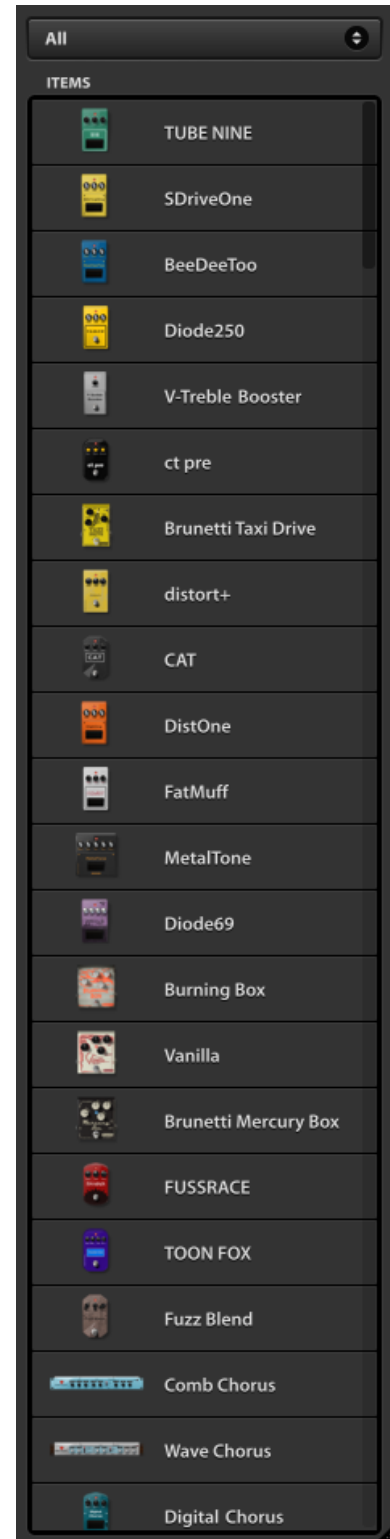 All
ITEMS
TUBE NINE
SDriveOne
BeeDeeToo
Diode250
V-Treble Booster
ct pre
Brunetti Taxi Drive
distort+
CAT
DistOne
FatMuff
MetalTone
Diode69
Burning Box
Vanilla
Brunetti Mercury Box
FUSSRACE
TOON FOX
Fuzz Blend
Comb Chorus
Wave Chorus
Digital Chorus